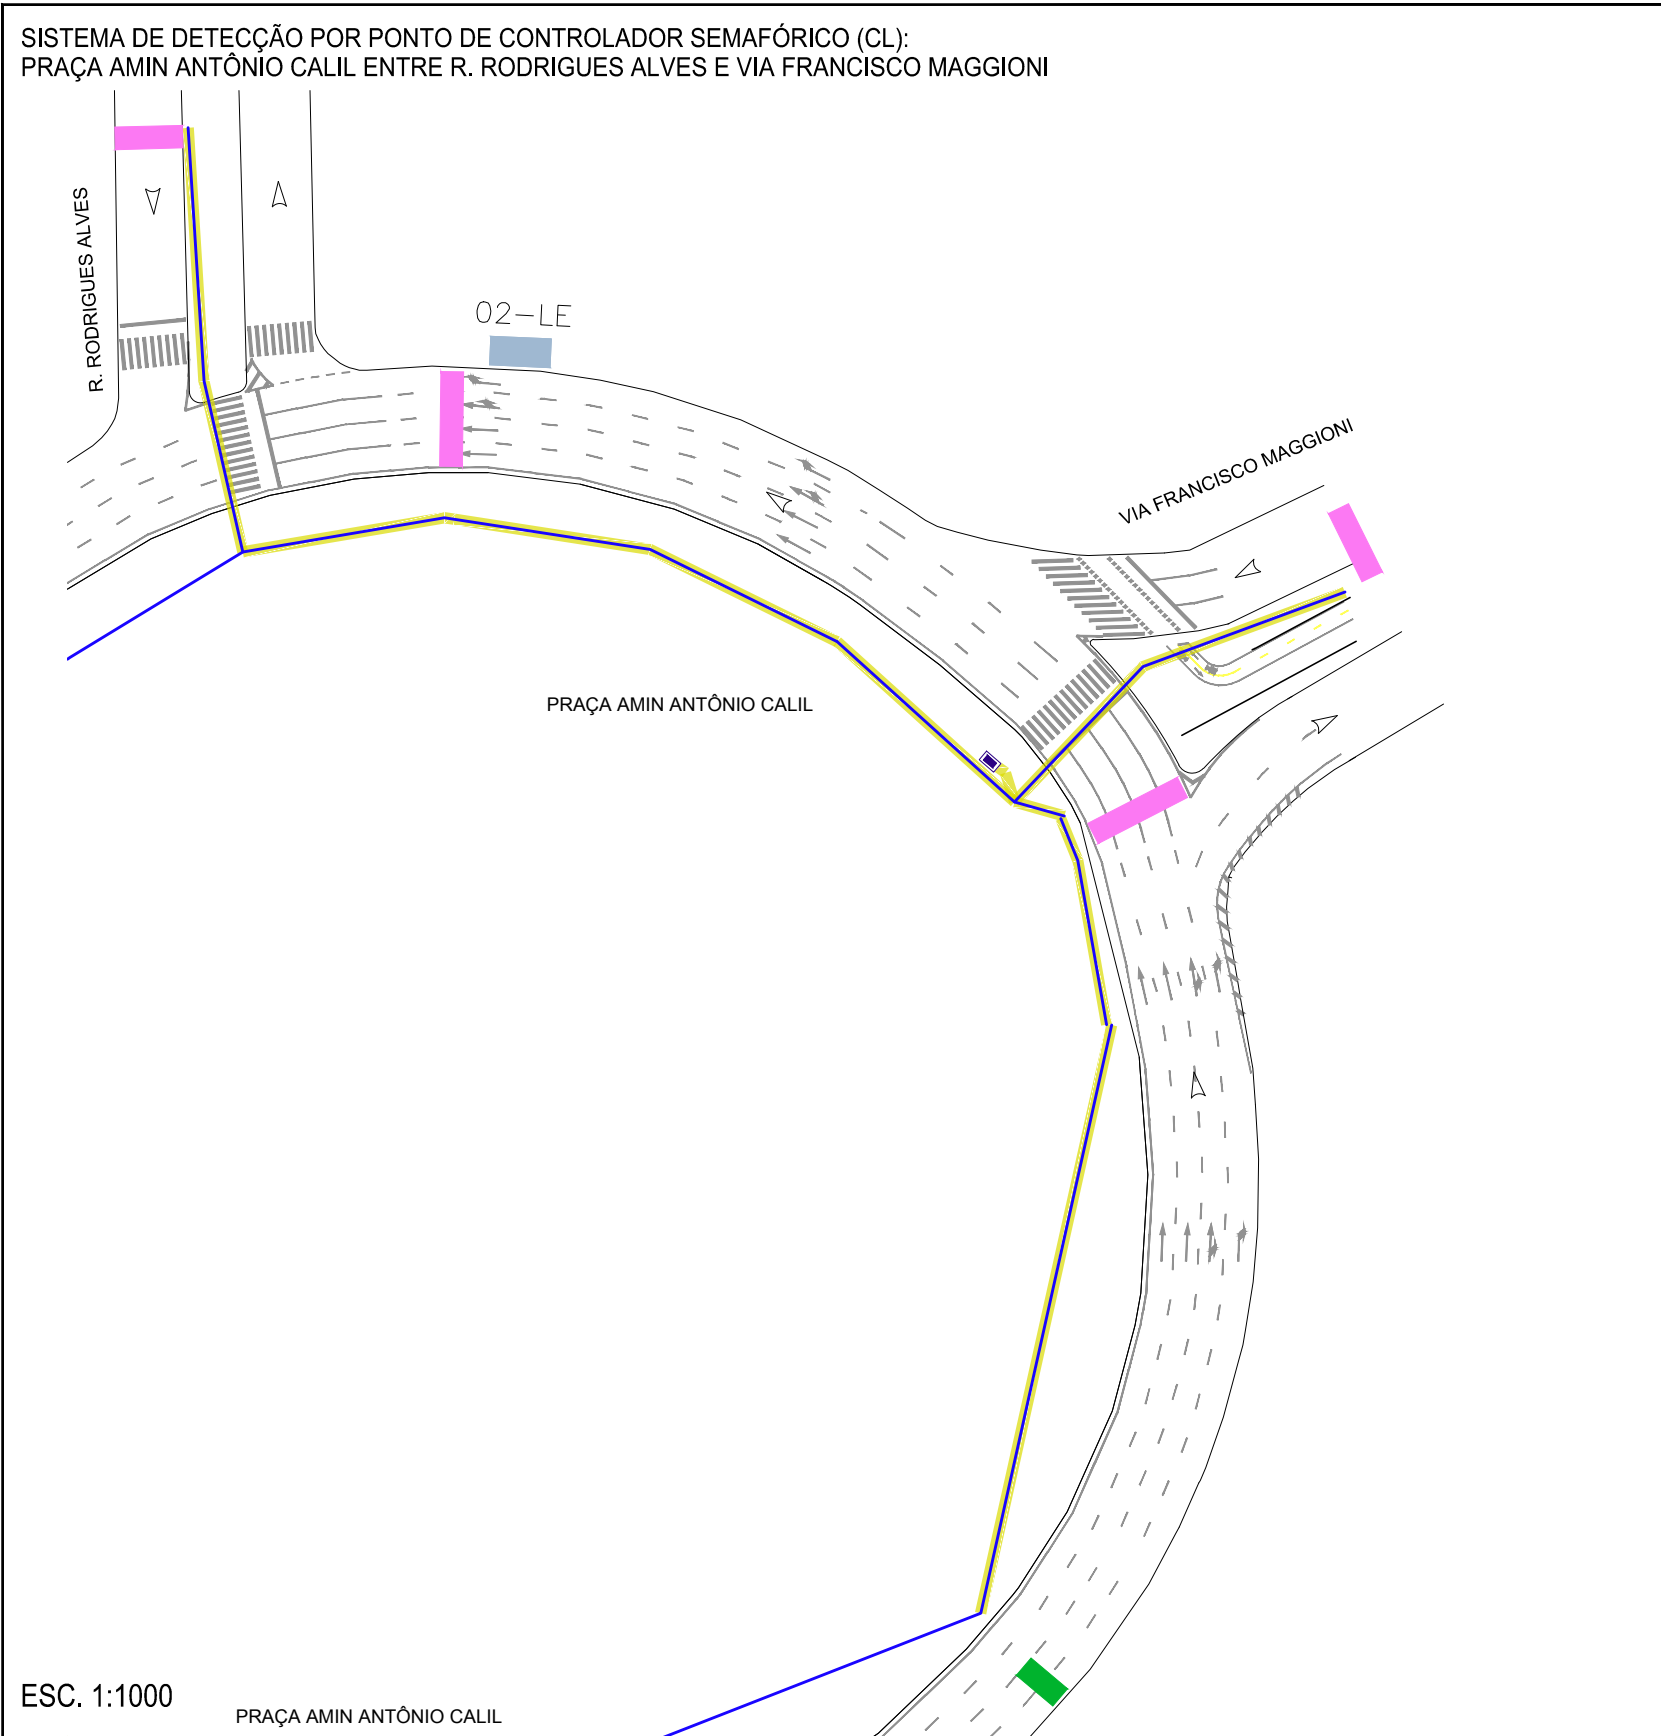 SISTEMA DE DETECÇÃO POR PONTO DE CONTROLADOR SEMAFÓRICO (CL):
PRAÇA AMIN ANTÔNIO CALIL ENTRE R. RODRIGUES ALVES E VIA FRANCISCO MAGGIONI
R. RODRIGUES ALVES
02-LE
VIA FRANCISCO MAGGIONI
PRAÇA AMIN ANTÔNIO CALIL
ESC. 1:1000
PRAÇA AMIN ANTÔNIO CALIL